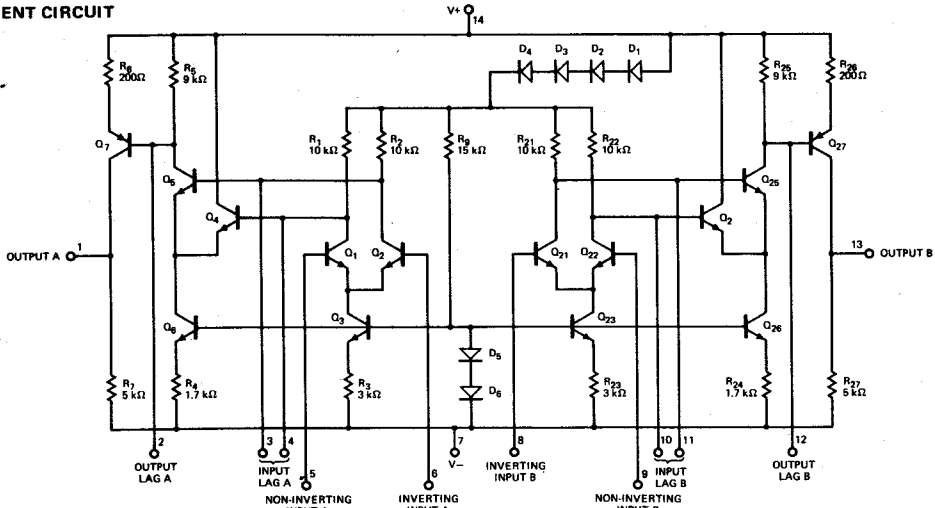 ENT CIRCUIT
V+
14
D4 D3 D2 D1
R6
200Ω
R5
9 kΩ
R25
9 kΩ
R26
200Ω
R1
10 kΩ
R2
10 kΩ
R9
15 kΩ
R21
10 kΩ
R22
10 kΩ
Q7
Q27
Q5
Q25
Q4
Q2
OUTPUT A
1
Q1
Q2
Q21
Q22
13
OUTPUT B
Q6
Q3
Q23
Q26
D5
D6
R7
5 kΩ
R4
1.7 kΩ
R3
3 kΩ
R23
3 kΩ
R24
1.7 kΩ
R27
5 kΩ
2
OUTPUT
LAG A
3
4
INPUT
LAG A
5
NON-INVERTING
6
INVERTING
7
V−
8
INVERTING
INPUT B
9
NON-INVERTING
10
11
INPUT
LAG B
12
OUTPUT
LAG B